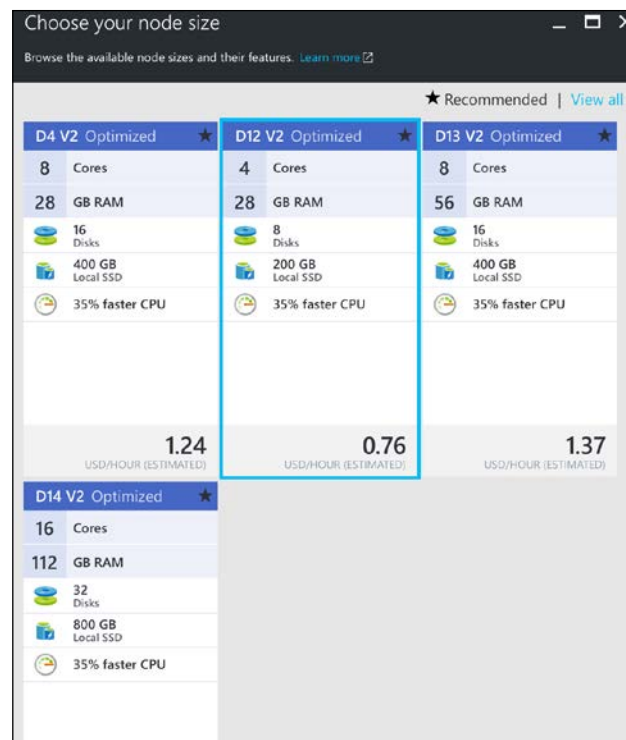 Choose your node size
Browse the available node sizes and their features. Learn more
★ Recommended | View all
D4 V2 Optimized ★
8 Cores
28 GB RAM
16
Disks
400 GB
Local SSD
35% faster CPU
1.24
USD/HOUR (ESTIMATED)
D12 V2 Optimized ★
4 Cores
28 GB RAM
8
Disks
200 GB
Local SSD
35% faster CPU
0.76
USD/HOUR (ESTIMATED)
D13 V2 Optimized ★
8 Cores
56 GB RAM
16
Disks
400 GB
Local SSD
35% faster CPU
1.37
USD/HOUR (ESTIMATED)
D14 V2 Optimized ★
16 Cores
112 GB RAM
32
Disks
800 GB
Local SSD
35% faster CPU